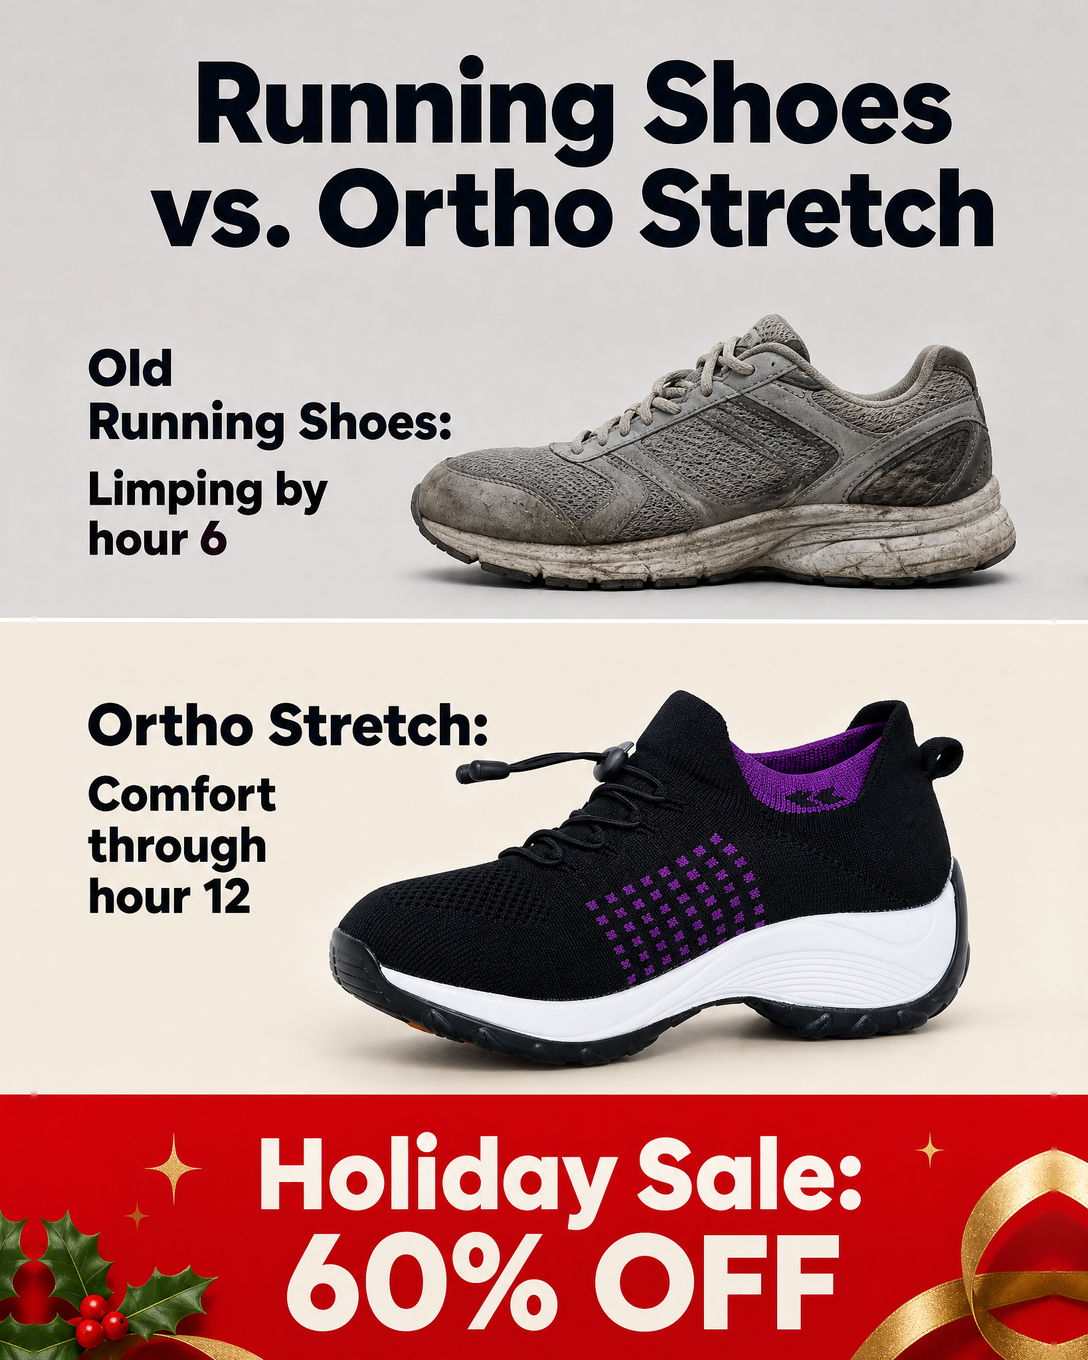 Running Shoes
vs. Ortho Stretch
Old
Running Shoes:
Limping by
hour 6
Ortho Stretch:
Comfort
through
hour 12
Holiday Sale:
60% OFF